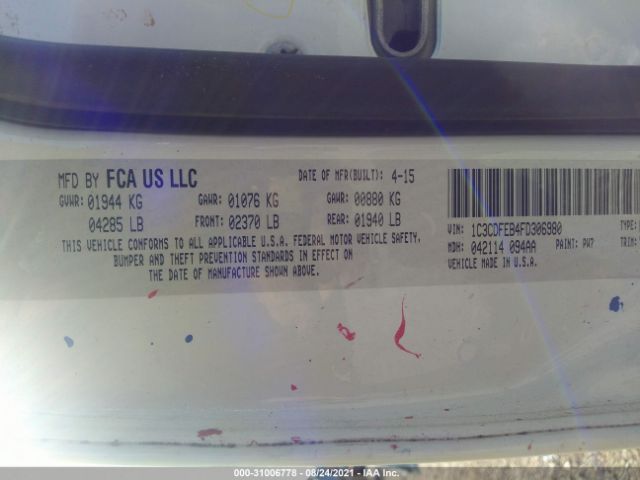 MFD BY FCA US LLC DATE OF MFR(BUILT): 4-15
GVWR: 01944 KG GAWR: 01076 KG GAWR: 00880 KG
04285 LB FRONT: 02370 LB REAR: 01940 LB
THIS VEHICLE CONFORMS TO ALL APPLICABLE U.S.A. FEDERAL MOTOR VEHICLE SAFETY,
BUMPER AND THEFT PREVENTION STANDARDS IN EFFECT ON
THE DATE OF MANUFACTURE SHOWN ABOVE.
VIN: 1C3CDFEB4FD306980 TYPE:
MDH: 042114 094AA PAINT: PW7 TRIM:
VEHICLE MADE IN U.S.A.
000-31006778 - 08/24/2021 - IAA Inc.